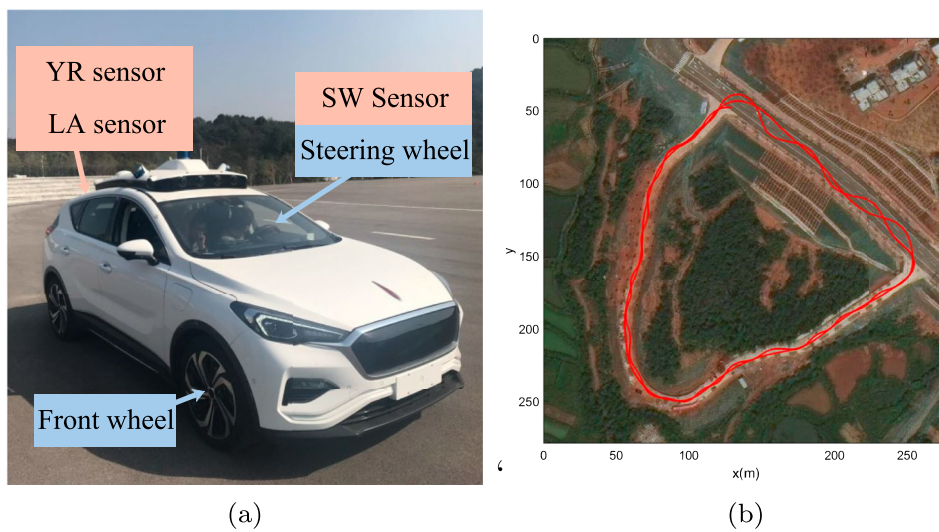 YR sensor
LA sensor
SW Sensor
Steering wheel
Front wheel
(a)
0
50
100
150
200
250
y
0
50
100
200
250
x(m)
‘
(b)